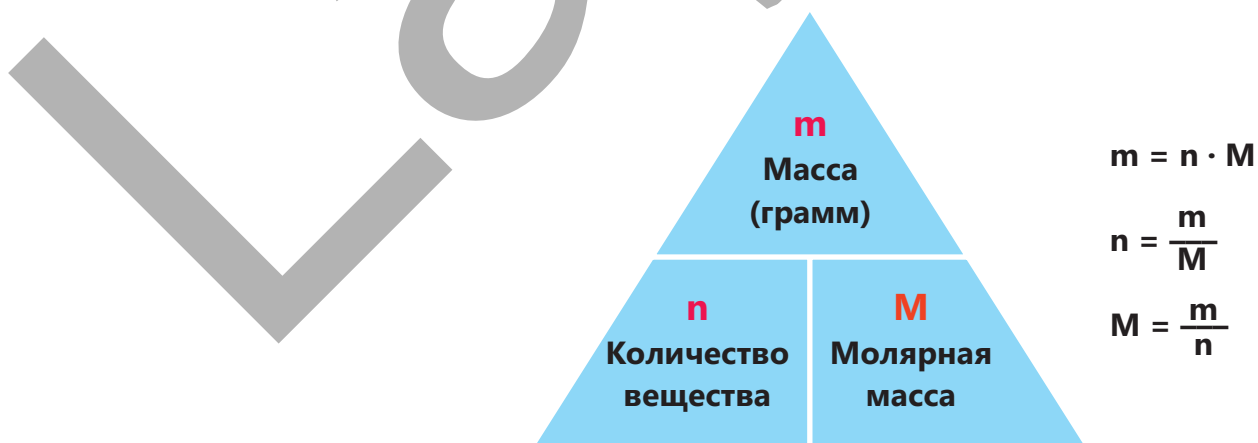 m
Масса
(грамм)
n
Количество
вещества
M
Молярная
масса
m = n · M
n = m
M
M = m
n